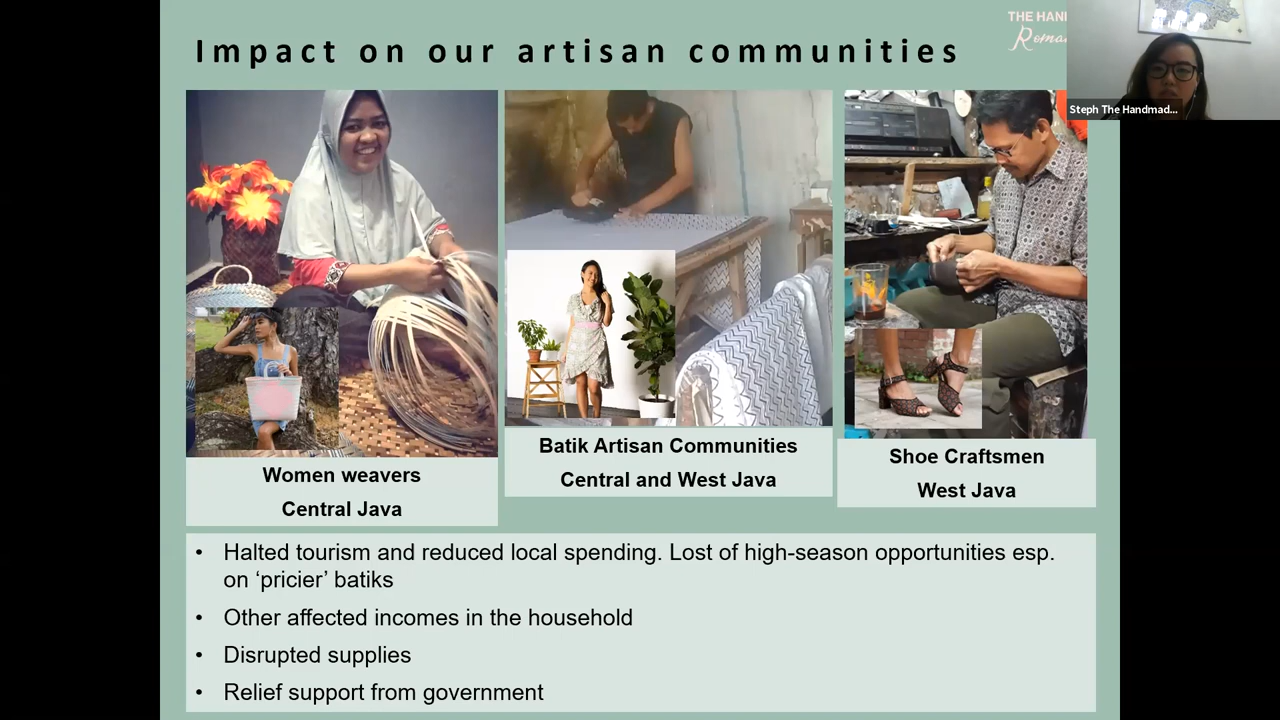 Impact on our artisan communities
THE HAN
Roma
Steph The Handmad...
Women weavers
Central Java
Batik Artisan Communities
Central and West Java
Shoe Craftsmen
West Java
• Halted tourism and reduced local spending. Lost of high-season opportunities esp.
on ‘pricier’ batiks
• Other affected incomes in the household
• Disrupted supplies
• Relief support from government